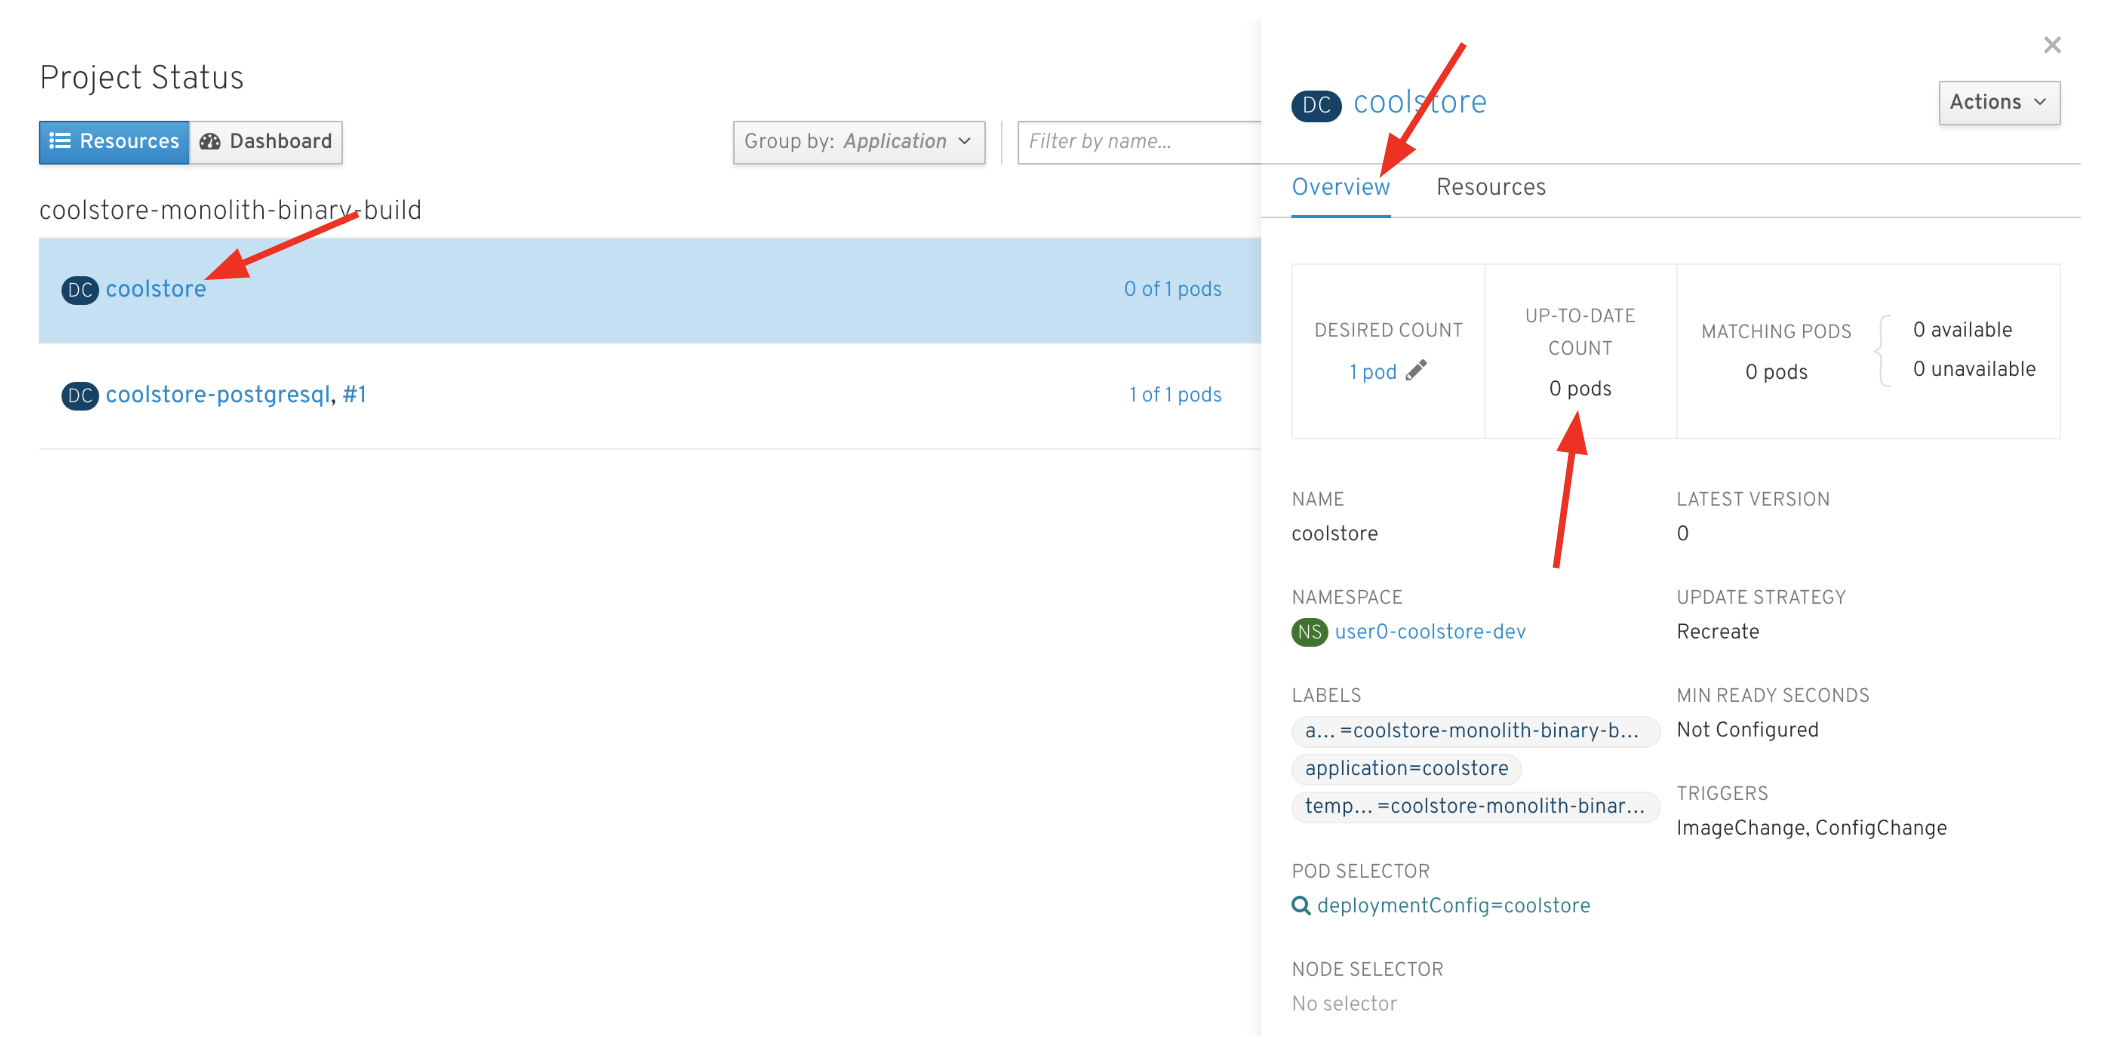 Project Status
Resources
Dashboard
Group by: Application
Filter by name...
coolstore-monolith-binary-build
DC coolstore
0 of 1 pods
DC coolstore-postgresql, #1
1 of 1 pods
DC coolstore
Actions
Overview
Resources
DESIRED COUNT
1 pod
UP-TO-DATE
COUNT
0 pods
MATCHING PODS
0 pods
0 available
0 unavailable
NAME
coolstore
LATEST VERSION
0
NAMESPACE
NS user0-coolstore-dev
UPDATE STRATEGY
Recreate
LABELS
a... =coolstore-monolith-binary-b...
application=coolstore
temp... =coolstore-monolith-binar...
MIN READY SECONDS
Not Configured
TRIGGERS
ImageChange, ConfigChange
POD SELECTOR
deploymentConfig=coolstore
NODE SELECTOR
No selector